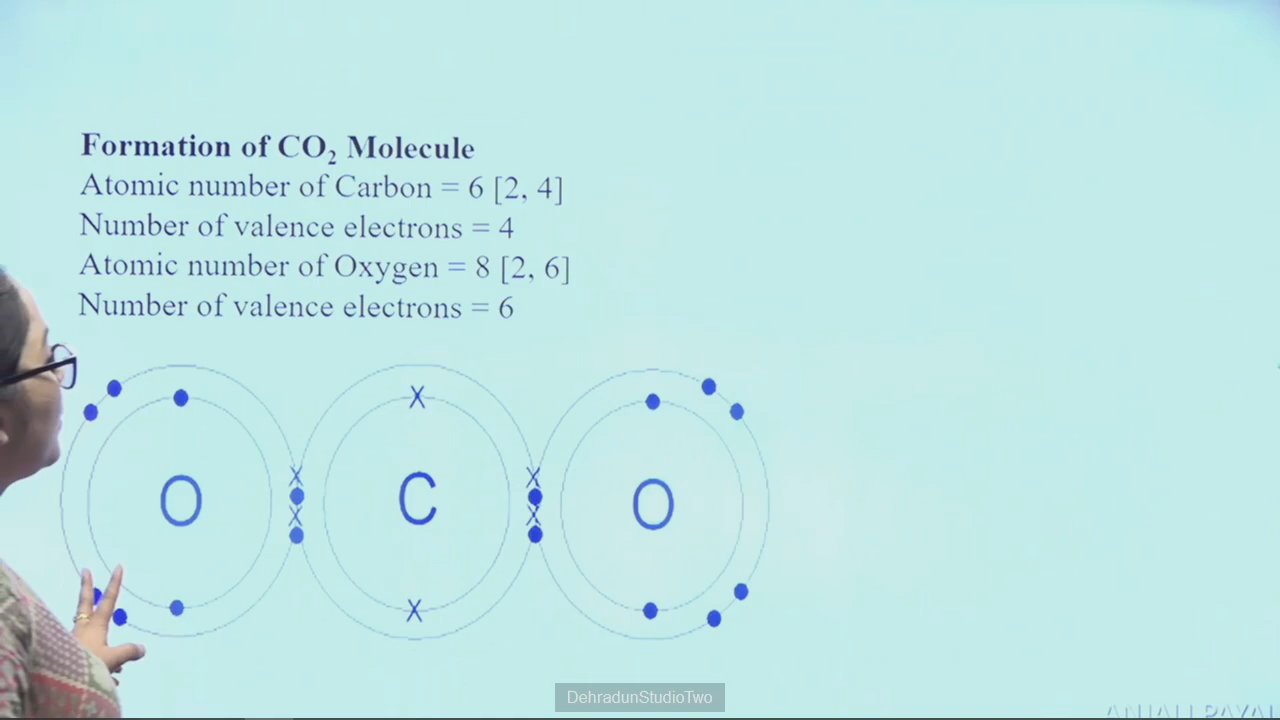 Formation of CO₂ Molecule
Atomic number of Carbon = 6 [2, 4]
Number of valence electrons = 4
Atomic number of Oxygen = 8 [2, 6]
Number of valence electrons = 6
O C O
DehradunStudioTwo